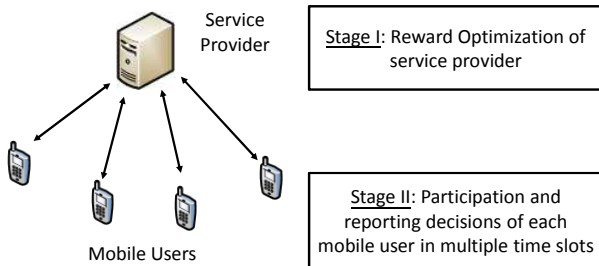 Service
Provider
Stage I: Reward Optimization of
service provider
Stage II: Participation and
reporting decisions of each
mobile user in multiple time slots
Mobile Users